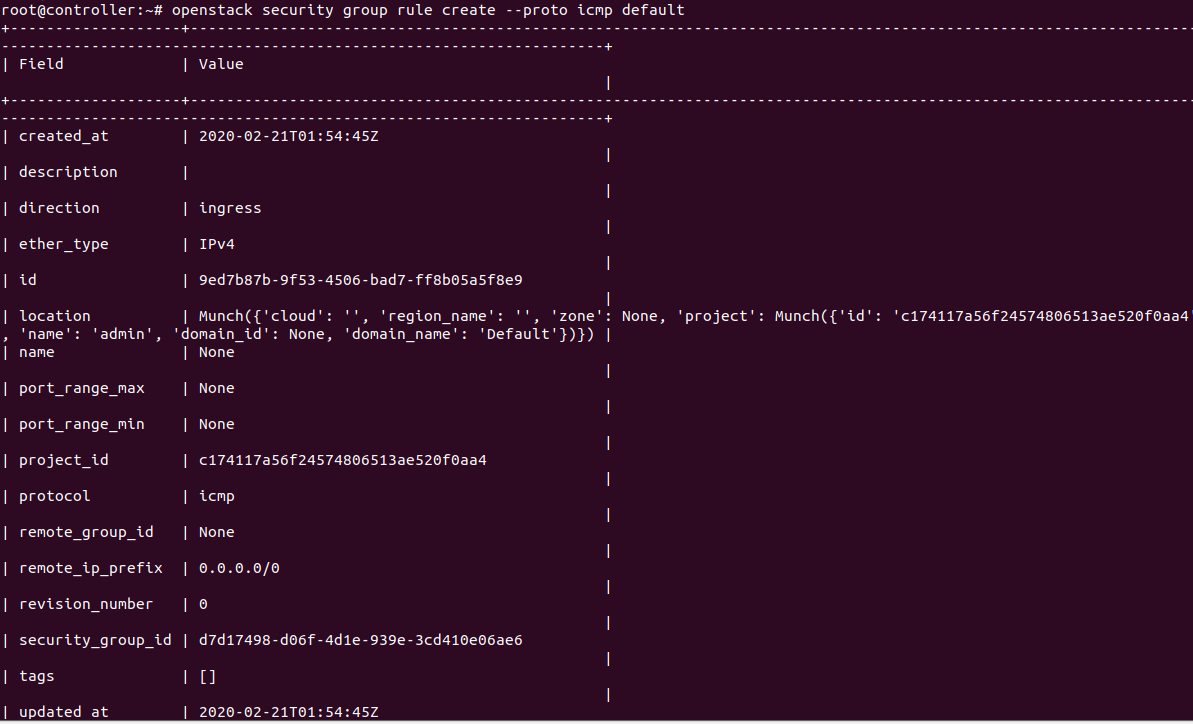 root@controller:~# openstack security group rule create --proto icmp default
+-------------------+---------------------------------------------------------------------------------------------------------------
-------------------------------------------------------------------+
| Field             | Value
                                                                   |
+-------------------+---------------------------------------------------------------------------------------------------------------
-------------------------------------------------------------------+
| created_at        | 2020-02-21T01:54:45Z
                                                                   |
| description       |
                                                                   |
| direction         | ingress
                                                                   |
| ether_type        | IPv4
                                                                   |
| id                | 9ed7b87b-9f53-4506-bad7-ff8b05a5f8e9
                                                                   |
| location          | Munch({'cloud': '', 'region_name': '', 'zone': None, 'project': Munch({'id': 'c174117a56f24574806513ae520f0aa4'
, 'name': 'admin', 'domain_id': None, 'domain_name': 'Default'})}) |
| name              | None
                                                                   |
| port_range_max    | None
                                                                   |
| port_range_min    | None
                                                                   |
| project_id        | c174117a56f24574806513ae520f0aa4
                                                                   |
| protocol          | icmp
                                                                   |
| remote_group_id   | None
                                                                   |
| remote_ip_prefix  | 0.0.0.0/0
                                                                   |
| revision_number   | 0
                                                                   |
| security_group_id | d7d17498-d06f-4d1e-939e-3cd410e06ae6
                                                                   |
| tags              | []
                                                                   |
| updated_at        | 2020-02-21T01:54:45Z